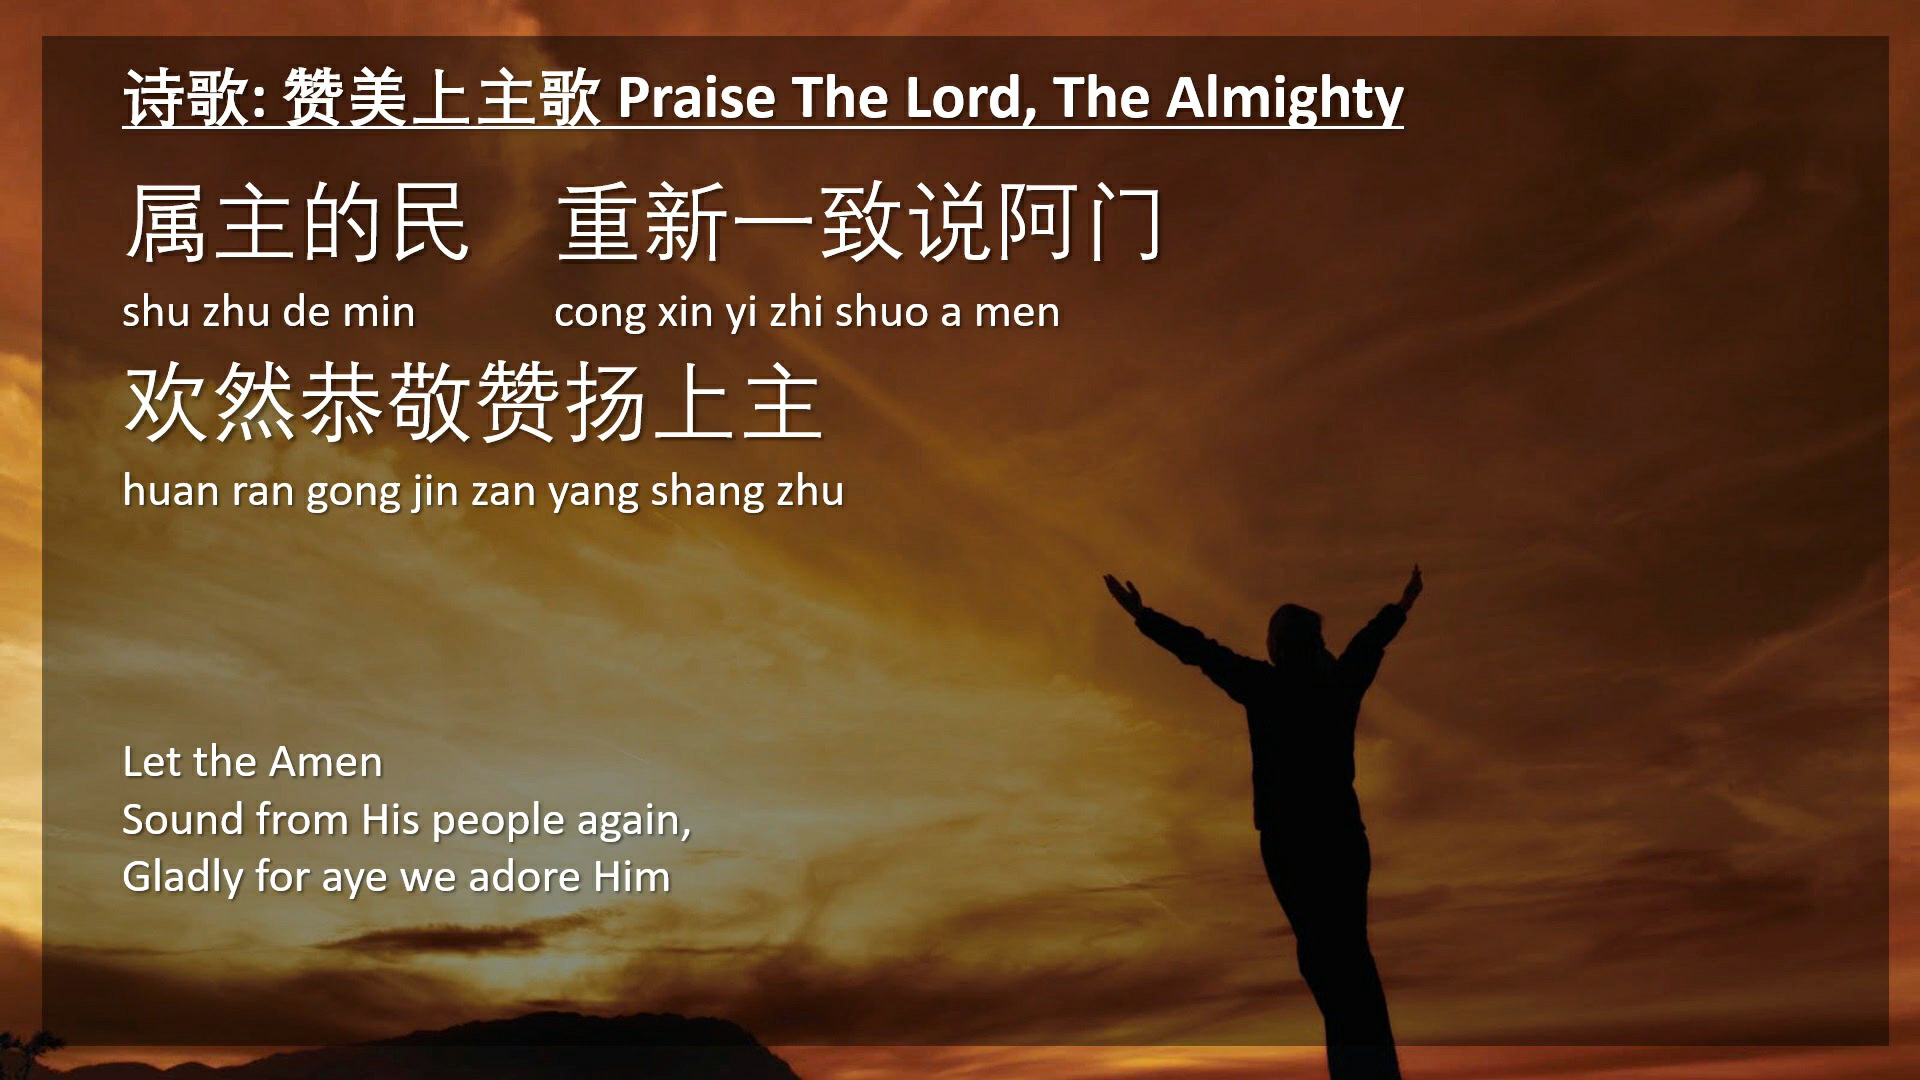 诗歌: 赞美上主歌 Praise The Lord, The Almighty
属主的民 重新一致说阿门
shu zhu de min cong xin yi zhi shuo a men
欢然恭敬赞扬上主
huan ran gong jin zan yang shang zhu
Let the Amen
Sound from His people again,
Gladly for aye we adore Him